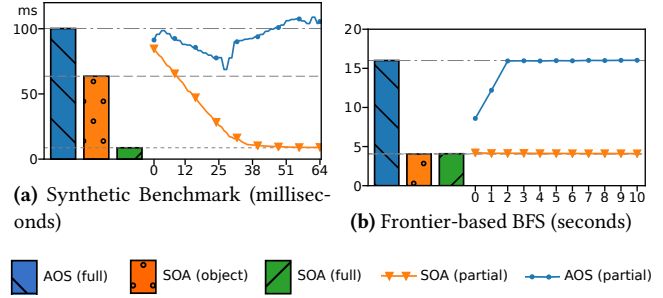 ms
100
50
0
0 8 12 25 38 48 51 64
(a) Synthetic Benchmark (millisec-
onds)
20
15
10
5
0
0 1 2 3 4 5 6 7 8 9 10
(b) Frontier-based BFS (seconds)
AOS (full) SOA (object) SOA (full) SOA (partial) AOS (partial)